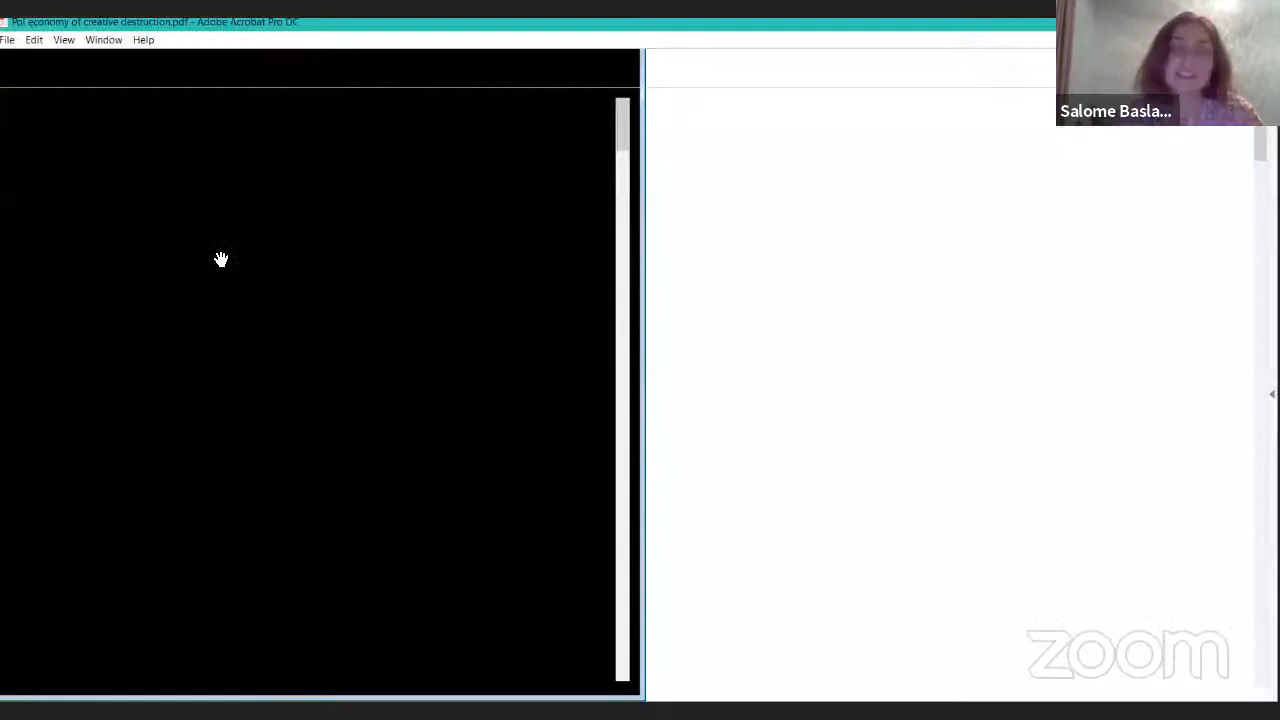 Pol economy of creative destruction.pdf - Adobe Acrobat Pro DC
File Edit View Window Help
Salome Basla...
zoom